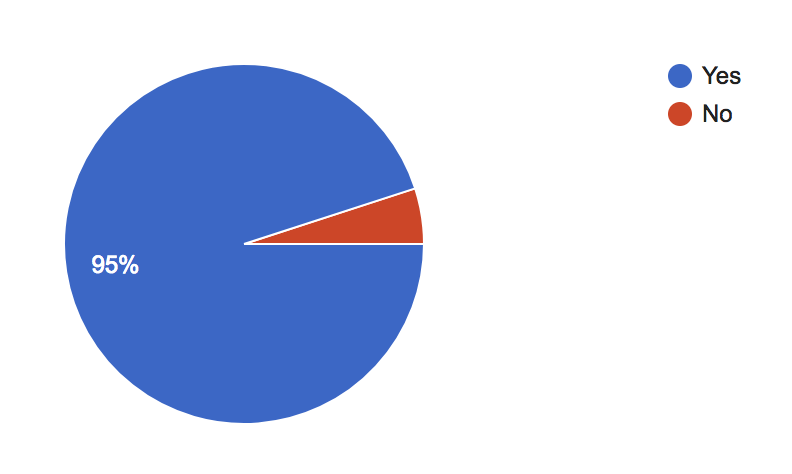 Yes
No
95%